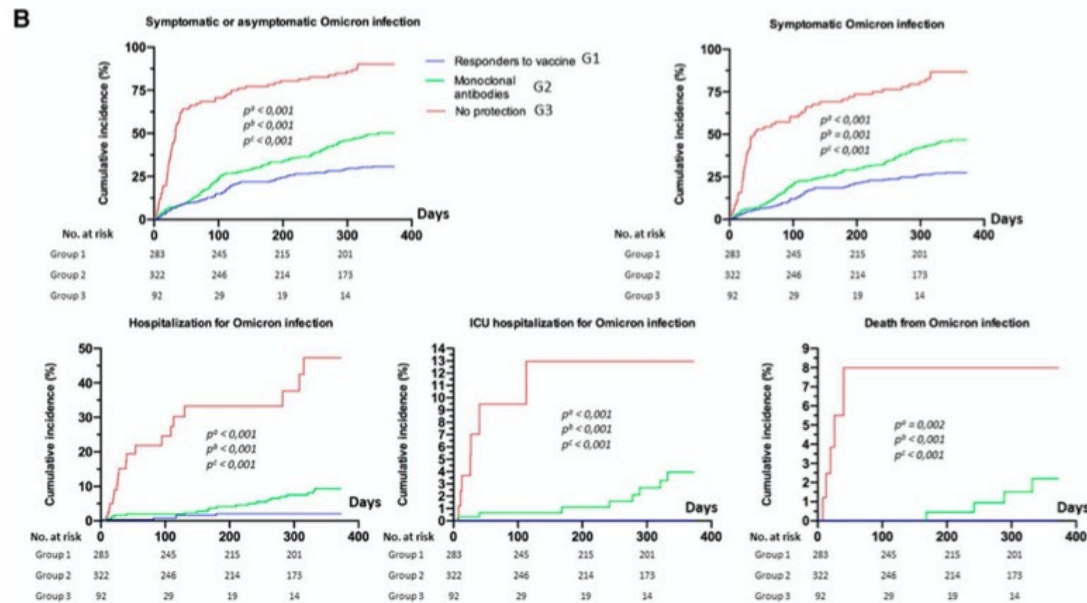 B
Symptomatic or asymptomatic Omicron infection
Cumulative incidence (%)
100
75
50
25
0
pᵃ < 0,001
pᵇ < 0,001
pᶜ < 0,001
0 100 200 300 400
Days
Responders to vaccine G1
Monoclonal
antibodies G2
No protection G3
No. at risk
Group 1 283 245 215 201
Group 2 322 246 214 173
Group 3 92 29 19 14
Symptomatic Omicron infection
Cumulative incidence (%)
100
75
50
25
0
pᵃ < 0,001
pᵇ = 0,001
pᶜ < 0,001
0 100 200 300 400
Days
No. at risk
Group 1 283 245 215 201
Group 2 322 246 214 173
Group 3 92 29 19 14
Hospitalization for Omicron infection
Cumulative incidence (%)
50
40
30
20
10
0
pᵃ < 0,001
pᵇ < 0,001
pᶜ < 0,001
Days
0 100 200 300 400
No. at risk
Group 1 283 245 215 201
Group 2 322 246 214 173
Group 3 92 29 19 14
ICU hospitalization for Omicron infection
Cumulative incidence (%)
14
13
12
11
10
9
8
7
6
5
4
3
2
1
0
pᵃ < 0,001
pᵇ < 0,001
pᶜ < 0,001
Days
0 100 200 300 400
No. at risk
Group 1 283 245 215 201
Group 2 322 246 214 173
Group 3 92 29 19 14
Death from Omicron infection
Cumulative incidence (%)
9
8
7
6
5
4
3
2
1
0
pᵃ = 0,002
pᵇ < 0,001
pᶜ < 0,001
Days
0 100 200 300 400
No. at risk
Group 1 283 245 215 201
Group 2 322 246 214 173
Group 3 92 29 19 14